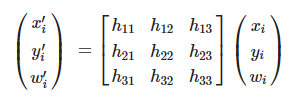 x′ᵢ = h₁₁ h₁₂ h₁₃ xᵢ
y′ᵢ = h₂₁ h₂₂ h₂₃ yᵢ
w′ᵢ = h₃₁ h₃₂ h₃₃ wᵢ